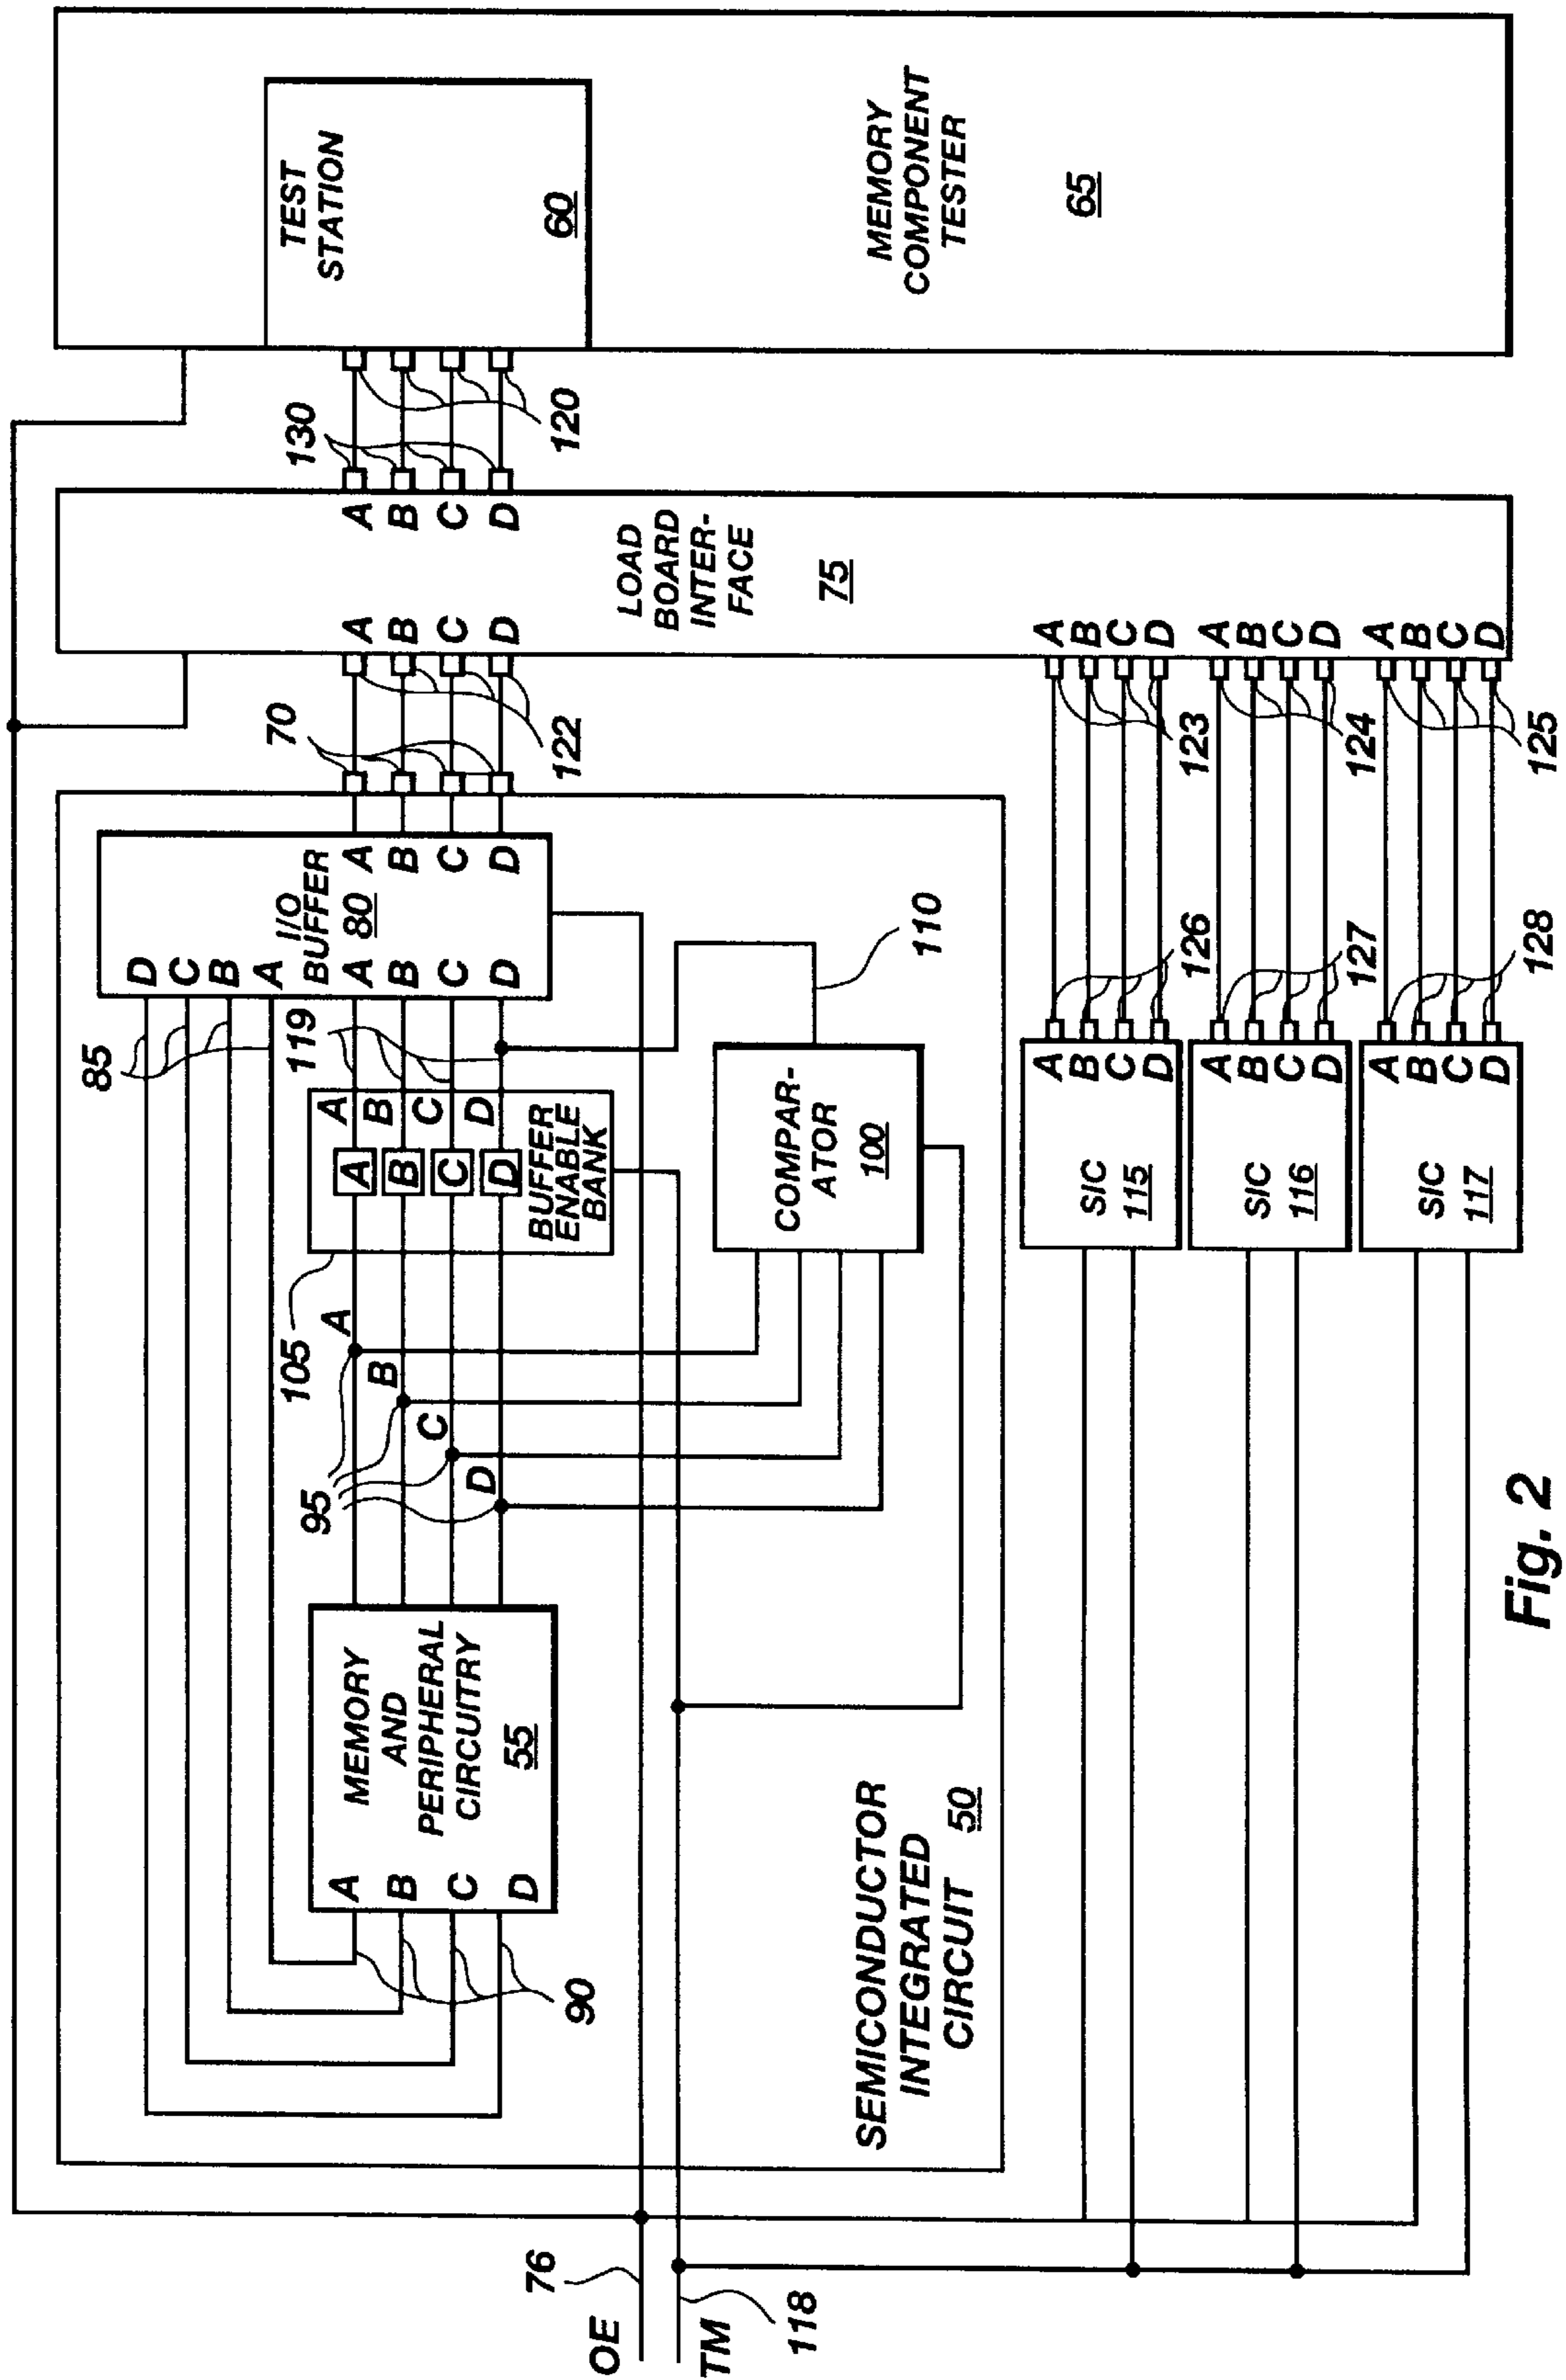 TEST
STATION
60
MEMORY
COMPONENT
TESTER
65
130
120
A
B
C
D
A
B
C
D
LOAD
BOARD
INTER-
FACE
75
A
B
C
D
A
B
C
D
A
B
C
D
70
122
123
124
125
D
C
B
A
I/O
BUFFER
80
A
B
C
D
A
B
C
D
85
119
110
126
127
128
A
B
C
D
A
B
C
D
BUFFER
ENABLE
BANK
105
COMPAR-
ATOR
100
A
B
C
D
SIC
115
A
B
C
D
SIC
116
A
B
C
D
SIC
117
A
B
C
D
95
MEMORY
AND
PERIPHERAL
CIRCUITRY
55
A
B
C
D
90
SEMICONDUCTOR
INTEGRATED
CIRCUIT
50
76
OE
TM
118
Fig. 2